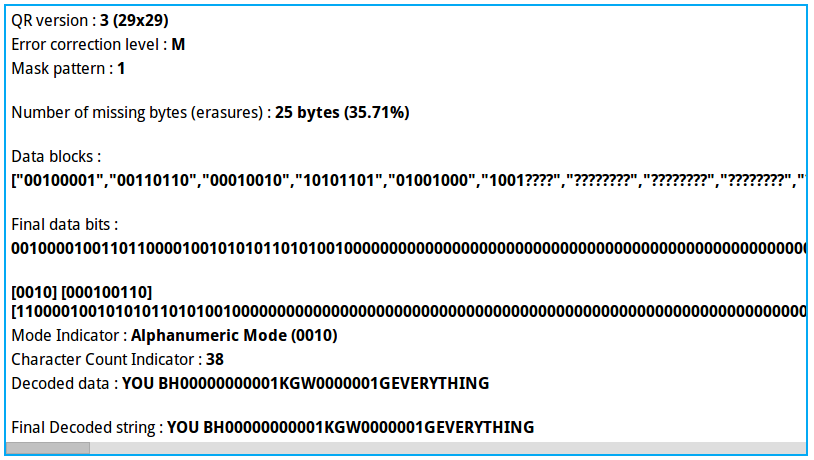 QR version : 3 (29x29)
Error correction level : M
Mask pattern : 1
Number of missing bytes (erasures) : 25 bytes (35.71%)
Data blocks :
["00100001","00110110","00010010","10101101","01001000","1001????","????????","????????","????????","
Final data bits :
00100001001101100001001010101101010010000000000000000000000000000000000000000000000000000000
[0010] [000100110]
[1100001001010101101010010000000000000000000000000000000000000000000000000000000000000000000
Mode Indicator : Alphanumeric Mode (0010)
Character Count Indicator : 38
Decoded data : YOU BH00000000001KGW0000001GEVERYTHING
Final Decoded string : YOU BH00000000001KGW0000001GEVERYTHING